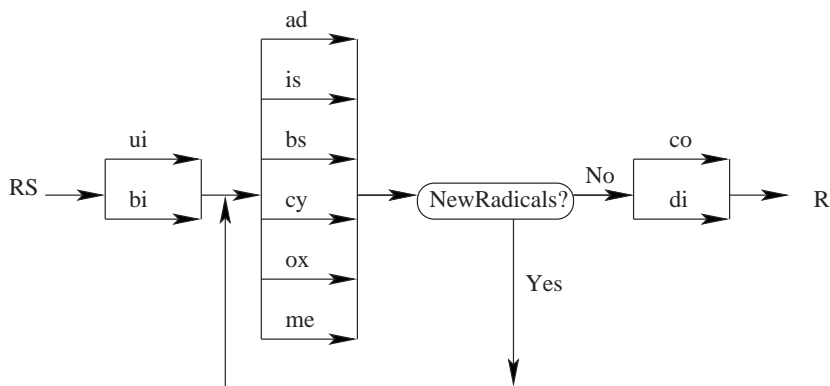 RS
ui
bi
ad
is
bs
cy
ox
me
NewRadicals?
No
Yes
co
di
R